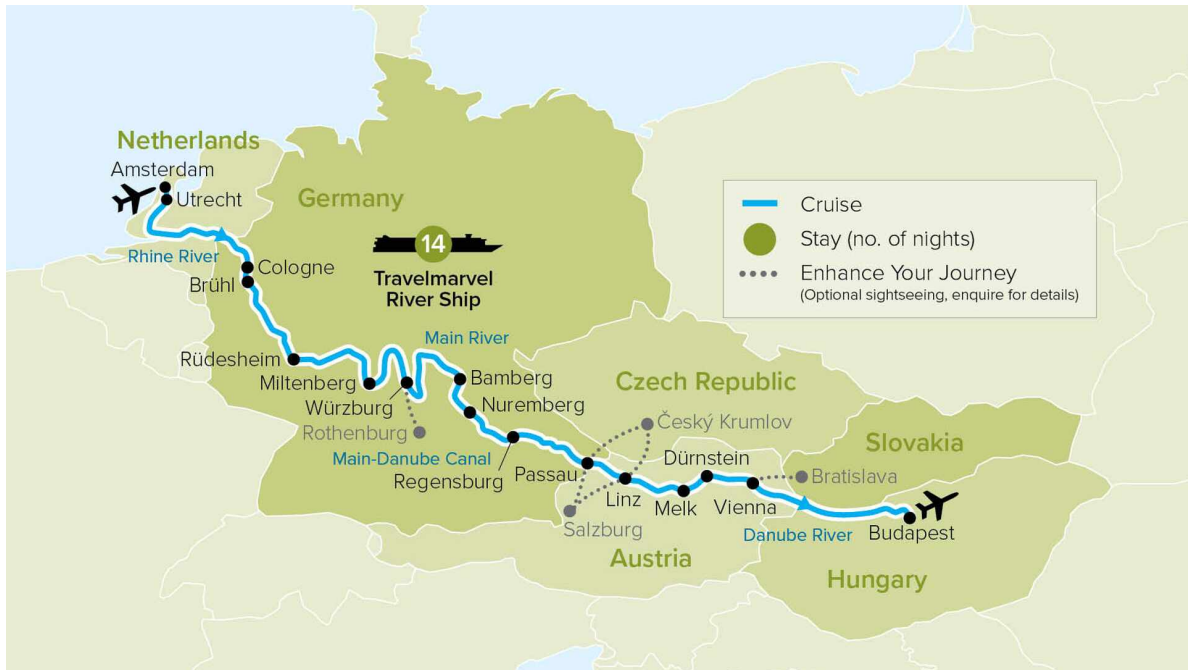 Netherlands
Amsterdam
Utrecht
Germany
Rhine River
Cologne
Brühl
14
Travelmarvel
River Ship
Cruise
Stay (no. of nights)
Enhance Your Journey
(Optional sightseeing, enquire for details)
Main River
Rüdesheim
Miltenberg
Würzburg
Rothenburg
Bamberg
Nuremberg
Main-Danube Canal
Regensburg
Czech Republic
Český Krumlov
Passau
Linz
Salzburg
Melk
Dürnstein
Vienna
Slovakia
Bratislava
Danube River
Budapest
Austria
Hungary